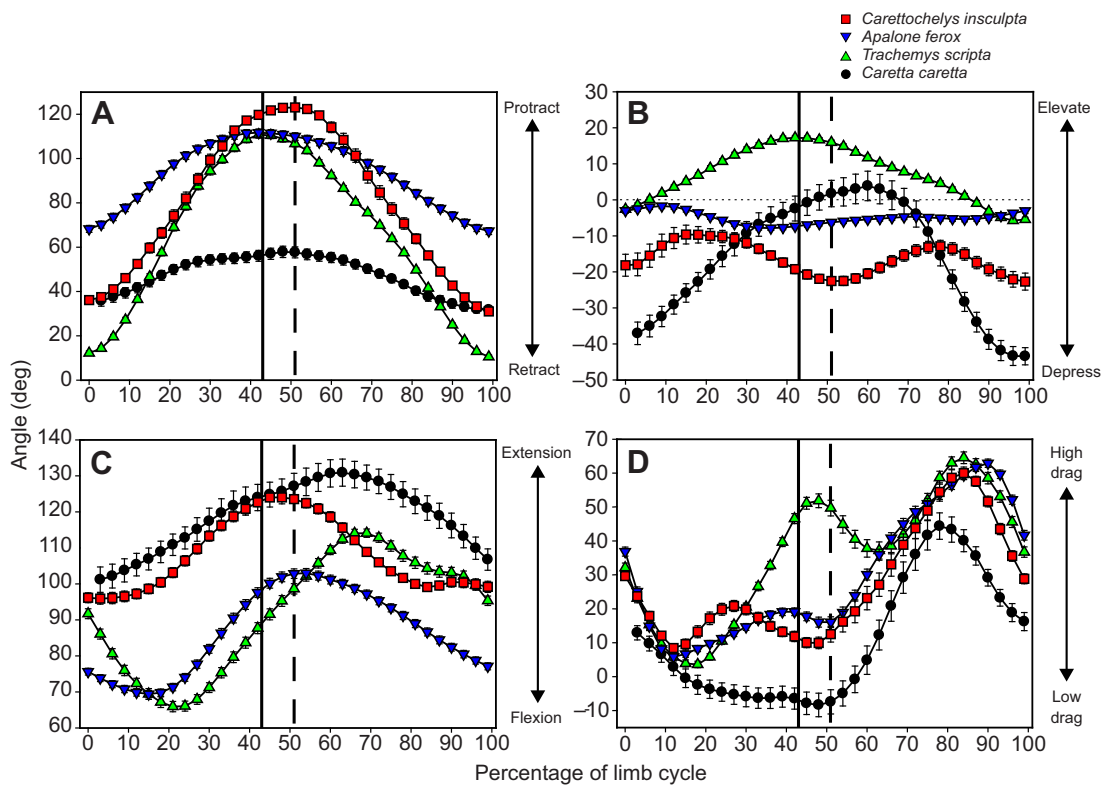 Carettochelys insculpta
Apalone ferox
Trachemys scripta
Caretta caretta
A
120
100
80
60
40
20
0
0 10 20 30 40 50 60 70 80 90 100
Protract
Retract
B
30
20
10
0
–10
–20
–30
–40
–50
0 10 20 30 40 50 60 70 80 90 100
Elevate
Depress
Angle (deg)
C
140
130
120
110
100
90
80
70
60
0 10 20 30 40 50 60 70 80 90 100
Extension
Flexion
D
70
60
50
40
30
20
10
0
–10
0 10 20 30 40 50 60 70 80 90 100
High
drag
Low
drag
Percentage of limb cycle